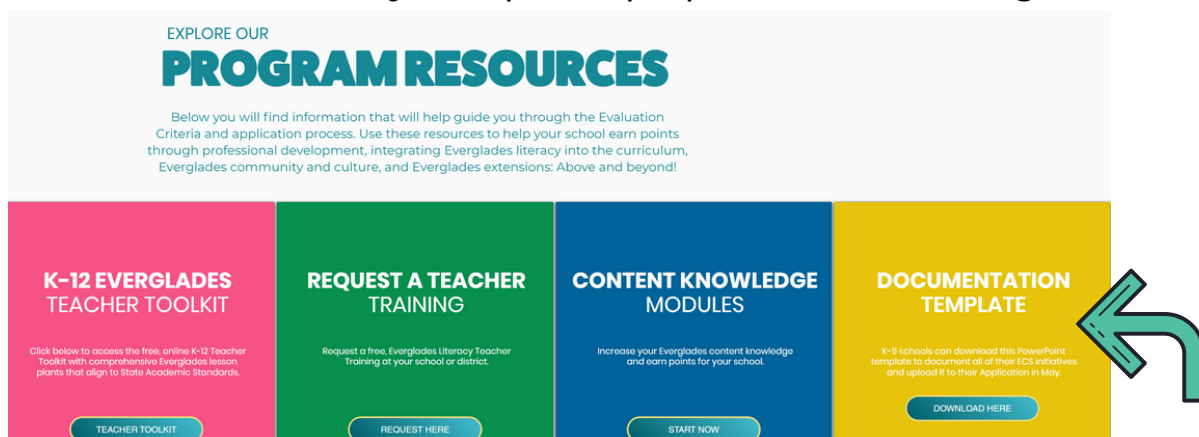 EXPLORE OUR
PROGRAM RESOURCES
Below you will find information that will help guide you through the Evaluation
Criteria and application process. Use these resources to help your school earn points
through professional development, integrating Everglades literacy into the curriculum,
Everglades community and culture, and Everglades extensions: Above and beyond!
K-12 EVERGLADES
TEACHER TOOLKIT
Click below to access the free, online K-12 Teacher
Toolkit with comprehensive Everglades lesson
plants that align to State Academic Standards.
TEACHER TOOLKIT
REQUEST A TEACHER
TRAINING
Request a free, Everglades Literacy Teacher
Training at your school or district.
REQUEST HERE
CONTENT KNOWLEDGE
MODULES
Increase your Everglades content knowledge
and earn points for your school.
START NOW
DOCUMENTATION
TEMPLATE
K-5 schools can download this PowerPoint
template to document all of their ECS initiatives
and upload it to their Application in May.
DOWNLOAD HERE